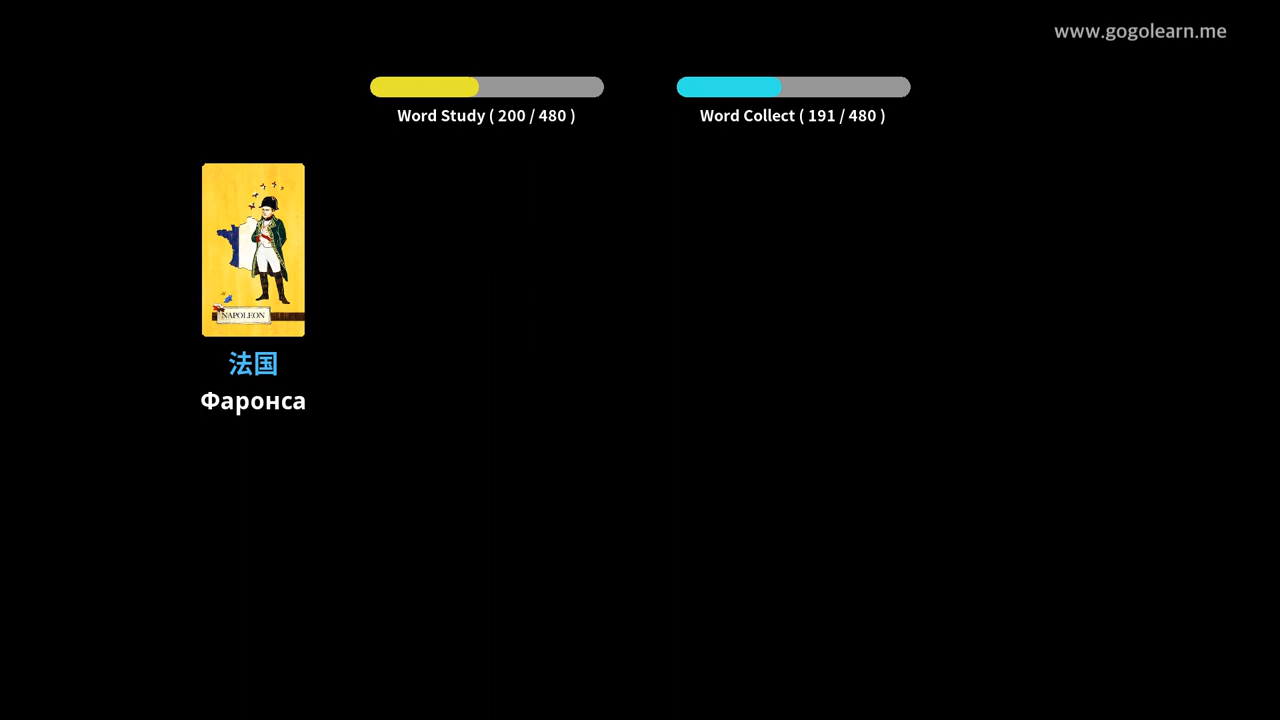 www.gogolearn.me
Word Study ( 200 / 480 )
Word Collect ( 191 / 480 )
NAPOLEON
法国
Фаронса